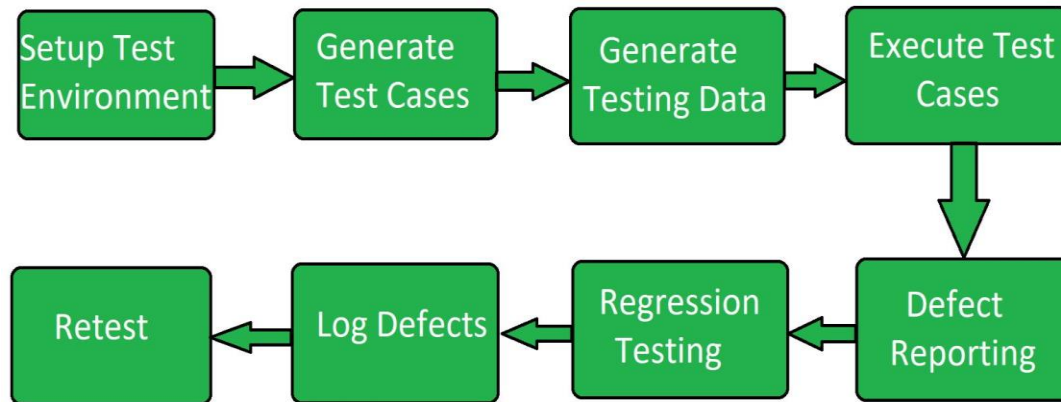 Setup Test
Environment
Generate
Test Cases
Generate
Testing Data
Execute Test
Cases
Defect
Reporting
Regression
Testing
Log Defects
Retest